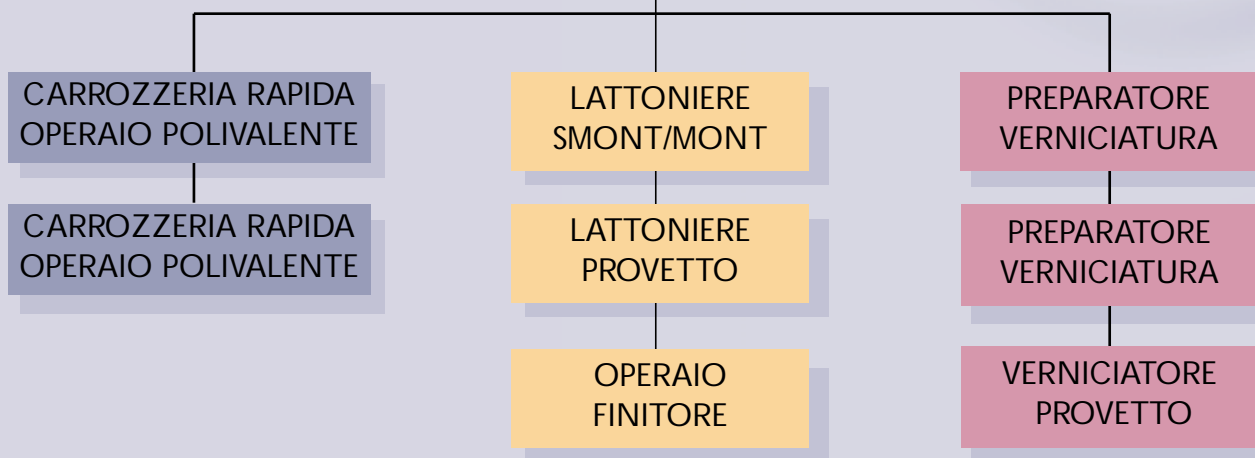 CARROZZERIA RAPIDA
OPERAIO POLIVALENTE
LATTONIERE
SMONT/MONT
PREPARATORE
VERNICIATURA
CARROZZERIA RAPIDA
OPERAIO POLIVALENTE
LATTONIERE
PROVETTO
PREPARATORE
VERNICIATURA
OPERAIO
FINITORE
VERNICIATORE
PROVETTO